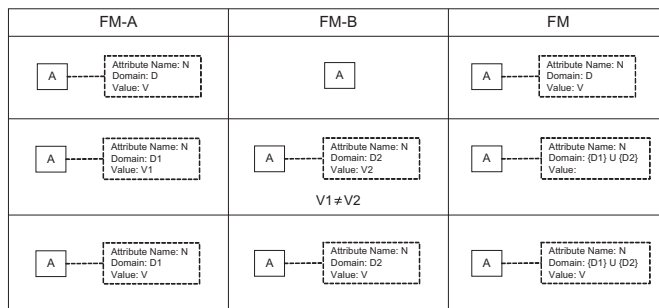 FM-A FM-B FM
A
Attribute Name: N
Domain: D
Value: V
A
A
Attribute Name: N
Domain: D
Value: V
A
Attribute Name: N
Domain: D1
Value: V1
A
Attribute Name: N
Domain: D2
Value: V2
V1≠V2
A
Attribute Name: N
Domain: {D1} U {D2}
Value:
A
Attribute Name: N
Domain: D1
Value: V
A
Attribute Name: N
Domain: D2
Value: V
A
Attribute Name: N
Domain: {D1} U {D2}
Value: V